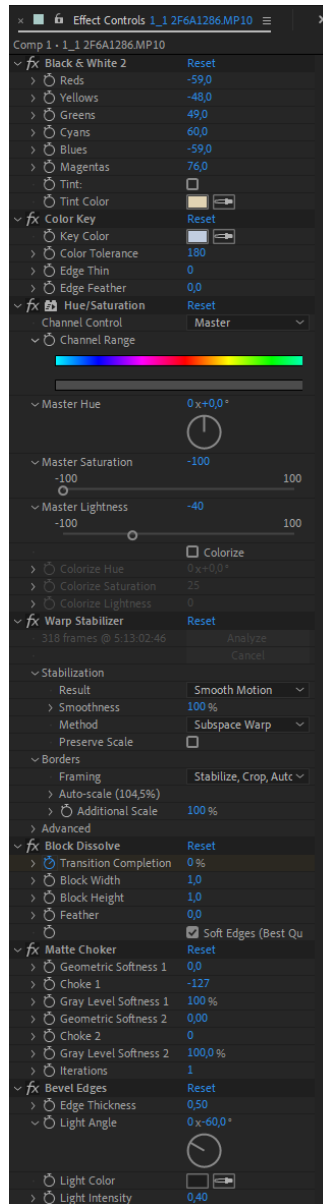 Effect Controls 1_1 2F6A1286.MP10
Comp 1 • 1_1 2F6A1286.MP10
fx Black & White 2 Reset
Reds -59,0
Yellows -48,0
Greens 49,0
Cyans 60,0
Blues -59,0
Magentas 76,0
Tint:
Tint Color
fx Color Key Reset
Key Color
Color Tolerance 180
Edge Thin 0
Edge Feather 0,0
fx Hue/Saturation Reset
Channel Control Master
Channel Range
Master Hue 0x+0,0°
Master Saturation -100
-100 100
Master Lightness -40
-100 100
Colorize
Colorize Hue 0x+0,0°
Colorize Saturation 25
Colorize Lightness 0
fx Warp Stabilizer Reset
318 frames @ 5:13:02:46 Analyze
Cancel
Stabilization
Result Smooth Motion
Smoothness 100 %
Method Subspace Warp
Preserve Scale
Borders
Framing Stabilize, Crop, Autc
Auto-scale (104,5%)
Additional Scale 100 %
Advanced
fx Block Dissolve Reset
Transition Completion 0 %
Block Width 1,0
Block Height 1,0
Feather 0,0
Soft Edges (Best Qu
fx Matte Choker Reset
Geometric Softness 1 0,0
Choke 1 -127
Gray Level Softness 1 100 %
Geometric Softness 2 0,00
Choke 2 0
Gray Level Softness 2 100,0 %
Iterations 1
fx Bevel Edges Reset
Edge Thickness 0,50
Light Angle 0x-60,0°
Light Color
Light Intensity 0,40